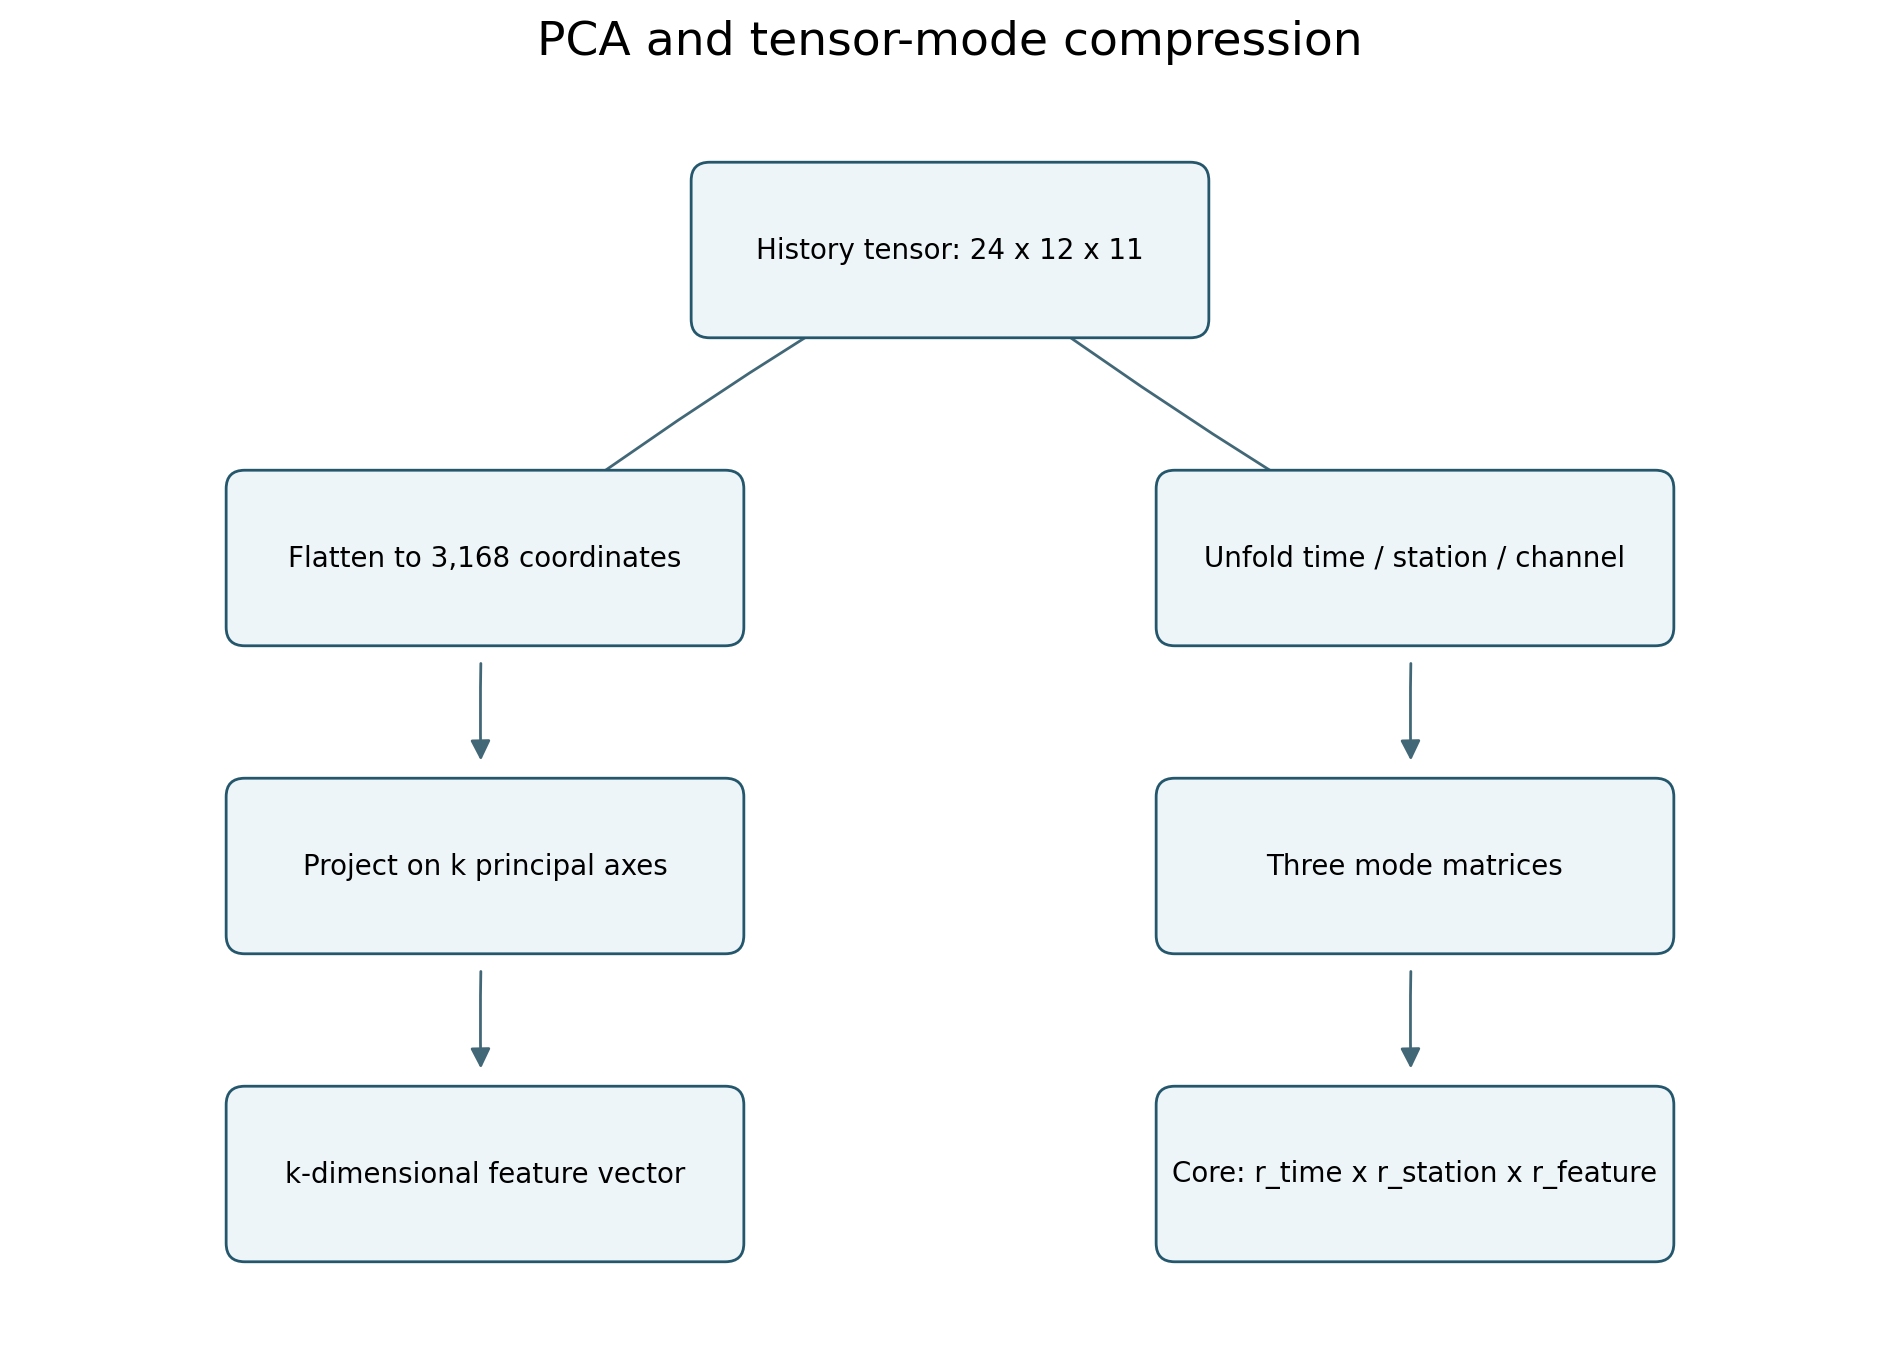 PCA and tensor-mode compression
History tensor: 24 x 12 x 11
Flatten to 3,168 coordinates
Unfold time / station / channel
Project on k principal axes
Three mode matrices
k-dimensional feature vector
Core: r_time x r_station x r_feature